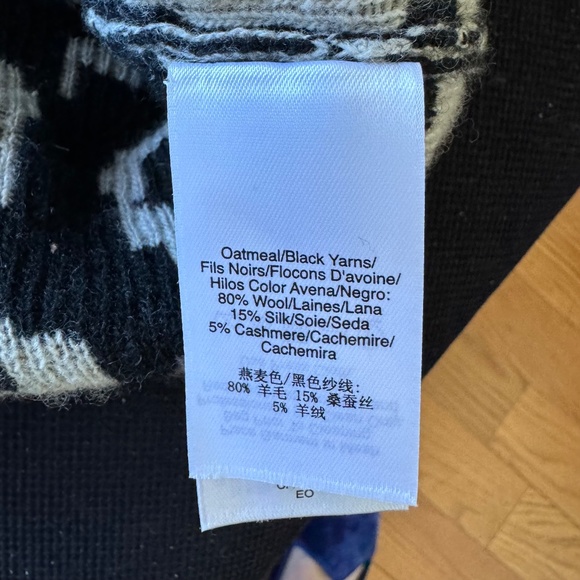 Oatmeal/Black Yarns/
Fils Noirs/Flocons D'avoine/
Hilos Color Avena/Negro:
80% Wool/Laines/Lana
15% Silk/Soie/Seda
5% Cashmere/Cachemire/
Cachemira
燕麦色/黑色纱线:
80% 羊毛 15% 桑蚕丝
5% 羊绒
EO